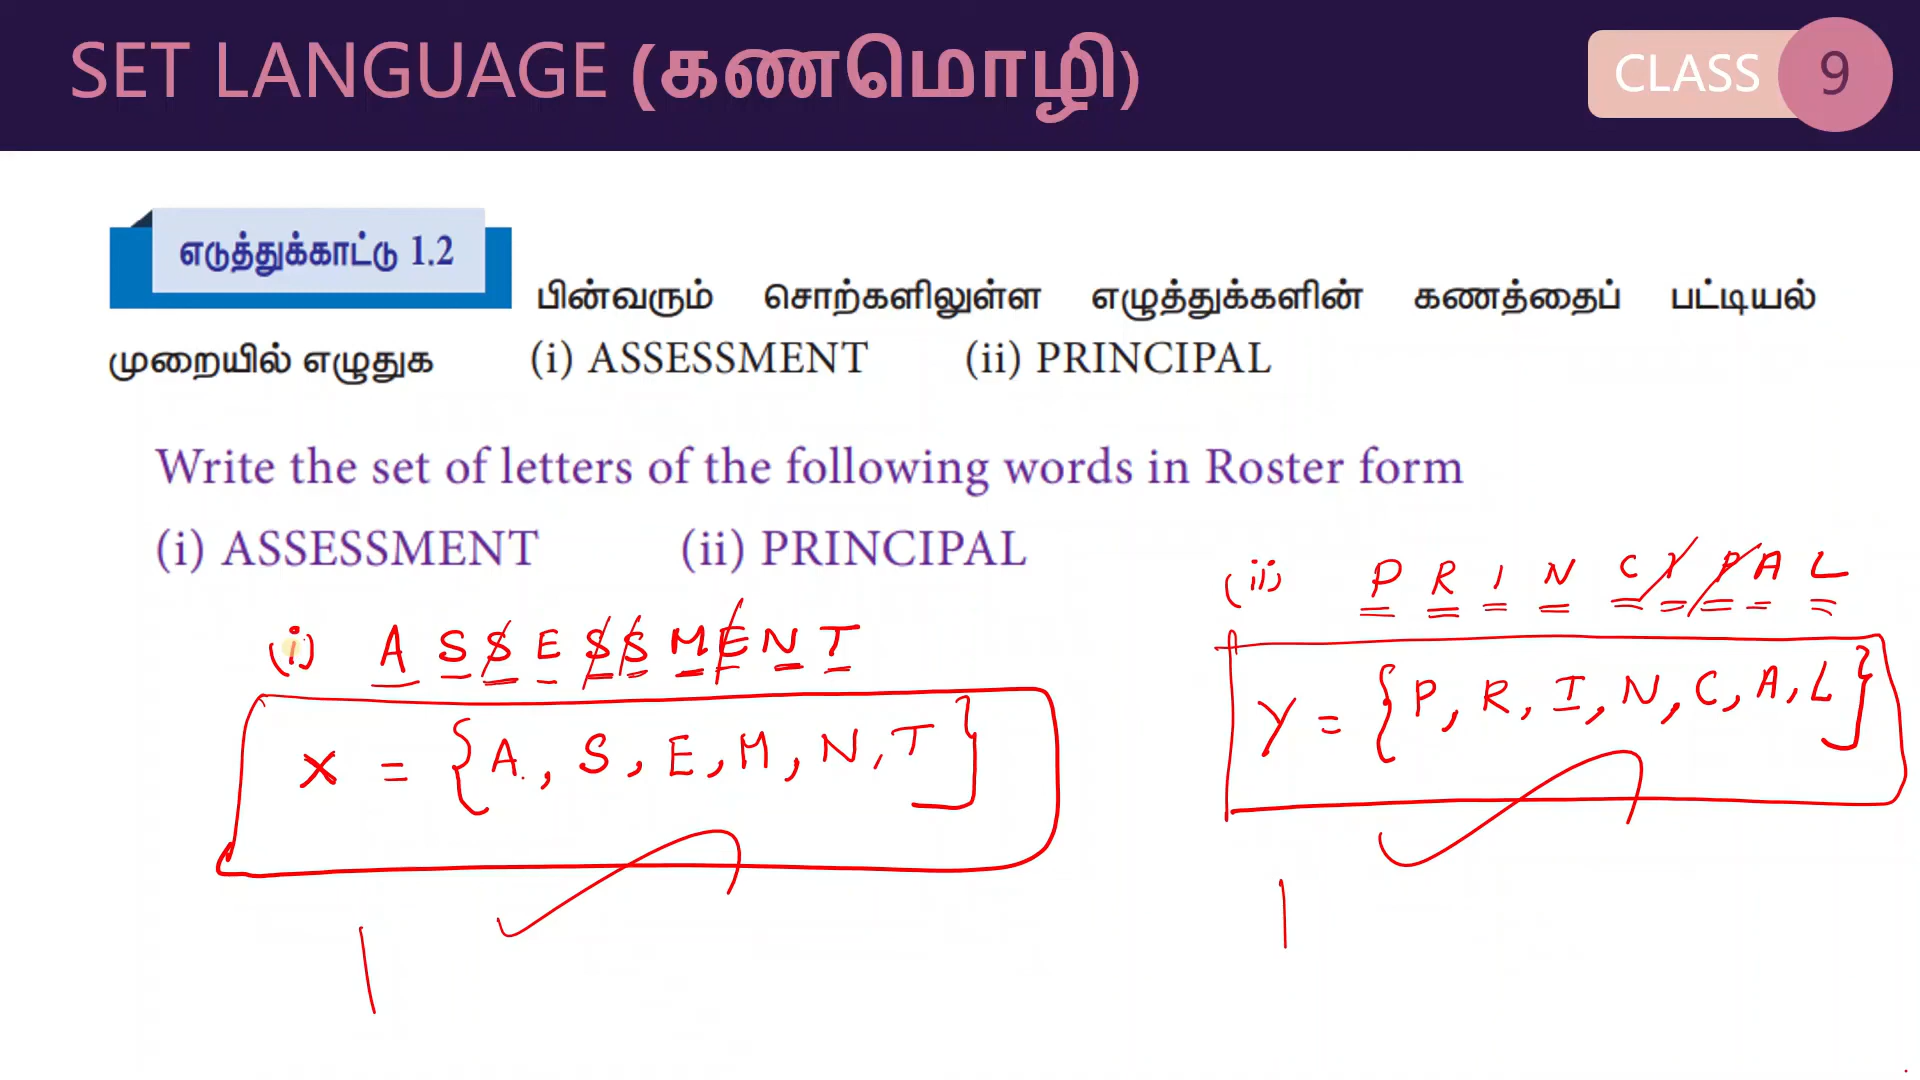 SET LANGUAGE (கணமொழி)
CLASS 9
எடுத்துக்காட்டு 1.2
பின்வரும் சொற்களிலுள்ள எழுத்துக்களின் கணத்தைப் பட்டியல்
முறையில் எழுதுக (i) ASSESSMENT (ii) PRINCIPAL
Write the set of letters of the following words in Roster form
(i) ASSESSMENT (ii) PRINCIPAL
(i) A S S E S S M E N T
X = {A, S, E, M, N, T}
(ii) P R I N C I P A L
Y = {P, R, I, N, C, A, L}